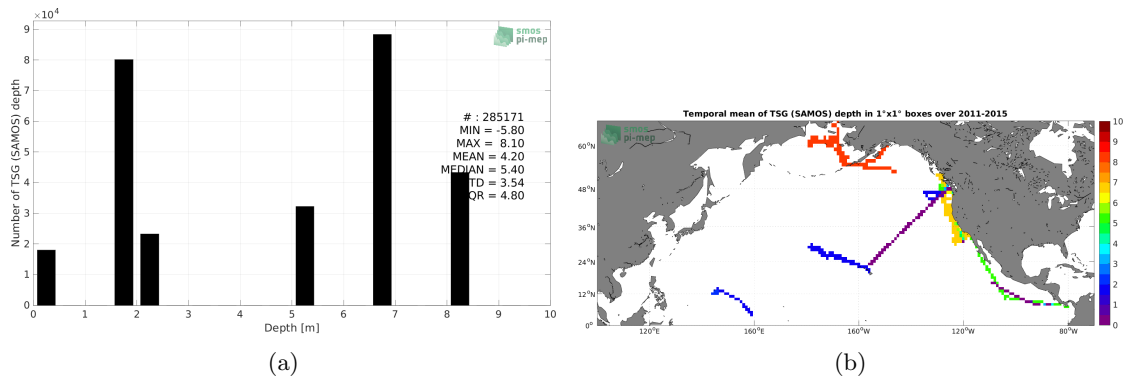 ×10⁴
9
8
7
6
5
4
3
2
1
0
Number of TSG (SAMOS) depth
smos
pi-mep
# : 285171
MIN = -5.80
MAX = 8.10
MEAN = 4.20
MEDIAN = 5.40
TD = 3.54
QR = 4.80
0 1 2 3 4 5 6 7 8 9 10
Depth [m]
(a)
Temporal mean of TSG (SAMOS) depth in 1°x1° boxes over 2011-2015
smos
pi-mep
60°N
48°N
36°N
24°N
12°N
0°
120°E 160°E 160°W 120°W 80°W
10
9
8
7
6
5
4
3
2
1
0
(b)